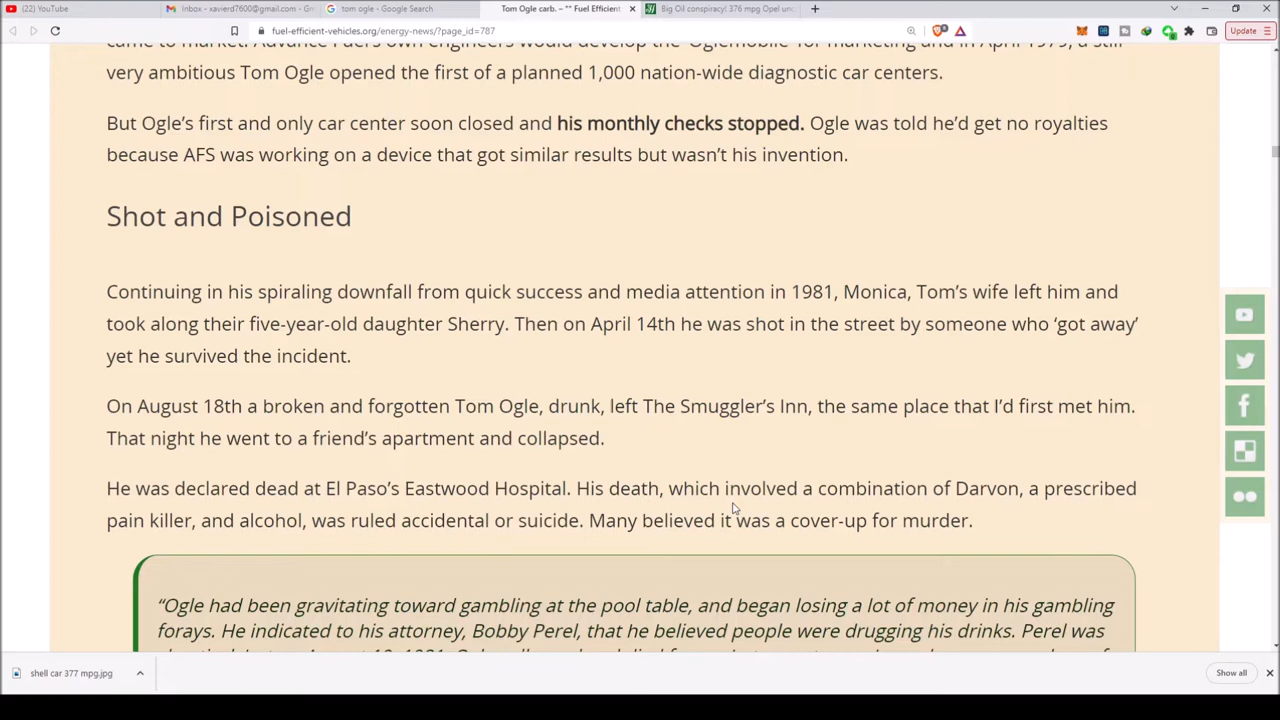 (22) YouTube
Inbox - xavierd7600@gmail.com - Gm
tom ogle - Google Search
Tom Ogle carb. – "" Fuel Efficient
Big Oil conspiracy! 376 mpg Opel unc
fuel-efficient-vehicles.org/energy-news/?page_id=787
Update
came to market. Advance Fuel's own engineers would develop the 'Oglemobile' for marketing and in April 1979, a still
very ambitious Tom Ogle opened the first of a planned 1,000 nation-wide diagnostic car centers.
But Ogle's first and only car center soon closed and his monthly checks stopped. Ogle was told he'd get no royalties
because AFS was working on a device that got similar results but wasn't his invention.
Shot and Poisoned
Continuing in his spiraling downfall from quick success and media attention in 1981, Monica, Tom's wife left him and
took along their five-year-old daughter Sherry. Then on April 14th he was shot in the street by someone who 'got away'
yet he survived the incident.
On August 18th a broken and forgotten Tom Ogle, drunk, left The Smuggler's Inn, the same place that I'd first met him.
That night he went to a friend's apartment and collapsed.
He was declared dead at El Paso's Eastwood Hospital. His death, which involved a combination of Darvon, a prescribed
pain killer, and alcohol, was ruled accidental or suicide. Many believed it was a cover-up for murder.
"Ogle had been gravitating toward gambling at the pool table, and began losing a lot of money in his gambling
forays. He indicated to his attorney, Bobby Perel, that he believed people were drugging his drinks. Perel was
shell car 377 mpg.jpg
Show all